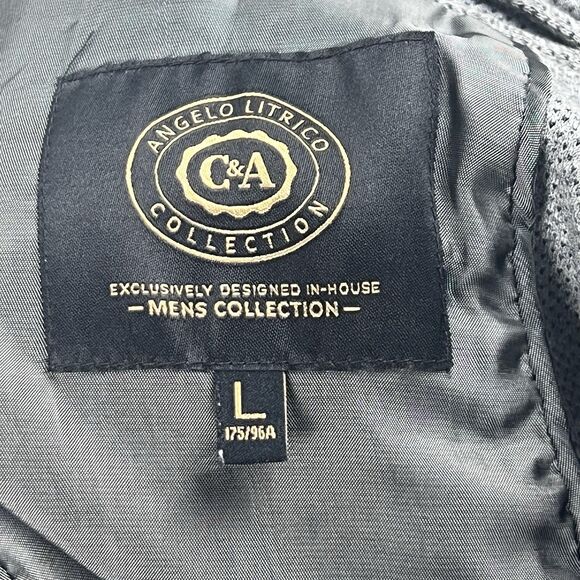 ANGELO LITRICO
C&A
COLLECTION
EXCLUSIVELY DESIGNED IN-HOUSE
—MENS COLLECTION—
L
175/96A